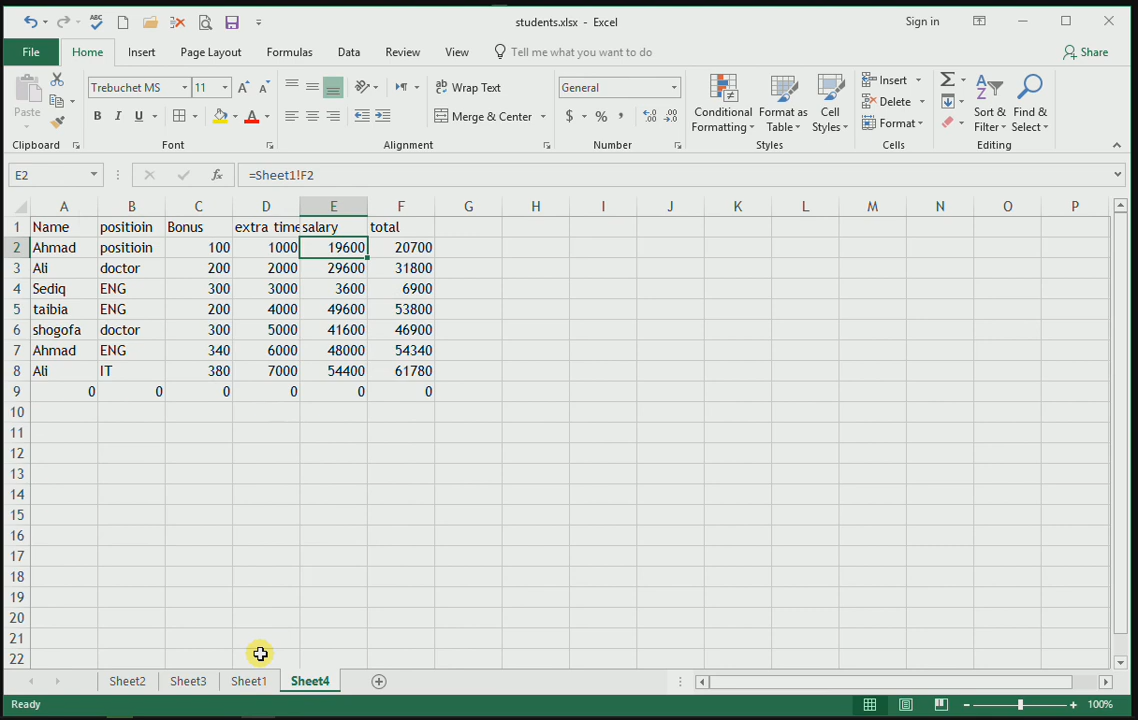 students.xlsx - Excel
Sign in
File Home Insert Page Layout Formulas Data Review View Tell me what you want to do Share
Paste Trebuchet MS 11 Wrap Text General Conditional Formatting Format as Table Cell Styles Insert Sort & Filter Find & Select
B I U Merge & Center $ % Delete
Format
Clipboard Font Alignment Number Styles Cells Editing
E2 fx =Sheet1!F2
A B C D E F G H I J K L M N O P
1 Name positioin Bonus extra time salary total
2 Ahmad positioin 100 1000 19600 20700
3 Ali doctor 200 2000 29600 31800
4 Sediq ENG 300 3000 3600 6900
5 taibia ENG 200 4000 49600 53800
6 shogofa doctor 300 5000 41600 46900
7 Ahmad ENG 340 6000 48000 54340
8 Ali IT 380 7000 54400 61780
9 0 0 0 0 0 0
10
11
12
13
14
15
16
17
18
19
20
21
22
Sheet2 Sheet3 Sheet1 Sheet4
Ready 100%